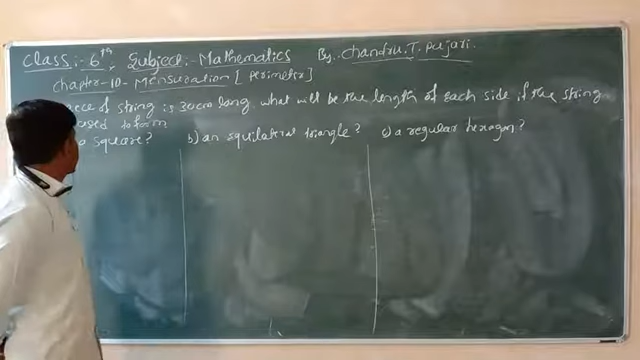 Class:- 6th, Subject:- Mathematics By:. Chandru. T. Pujari.
Chapter-10- Mensuration [Perimeter]
ece of string is 30cm long. what will be the length of each side if the string
used to form
a square? b) an equilateral triangle? c) a regular hexagon?